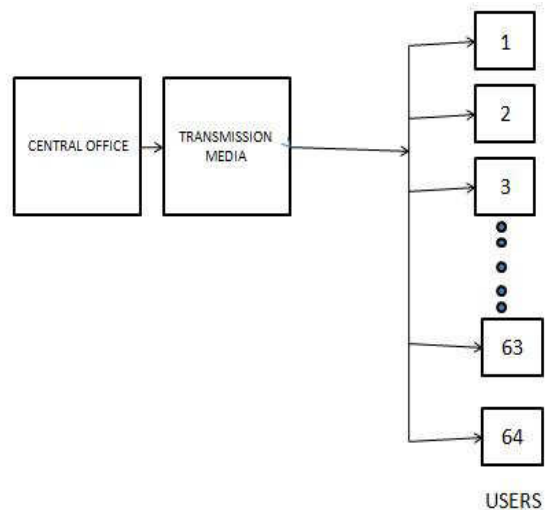 1
2
CENTRAL OFFICE
TRANSMISSION
MEDIA
3
63
64
USERS